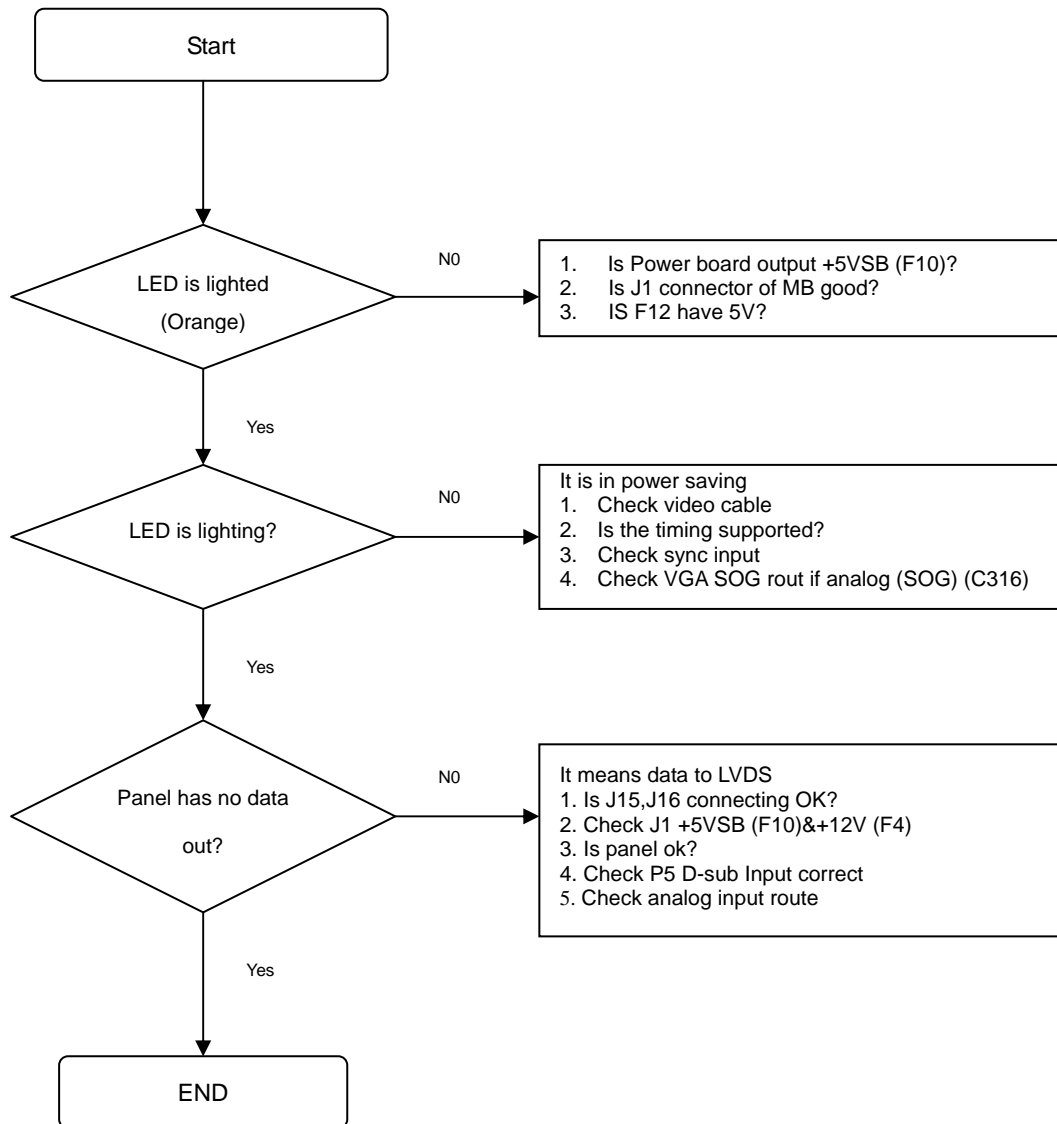 Start
LED is lighted
(Orange)
N0
1. Is Power board output +5VSB (F10)?
2. Is J1 connector of MB good?
3. IS F12 have 5V?
Yes
LED is lighting?
N0
It is in power saving
1. Check video cable
2. Is the timing supported?
3. Check sync input
4. Check VGA SOG rout if analog (SOG) (C316)
Yes
Panel has no data
out?
N0
It means data to LVDS
1. Is J15,J16 connecting OK?
2. Check J1 +5VSB (F10)&+12V (F4)
3. Is panel ok?
4. Check P5 D-sub Input correct
5. Check analog input route
Yes
END